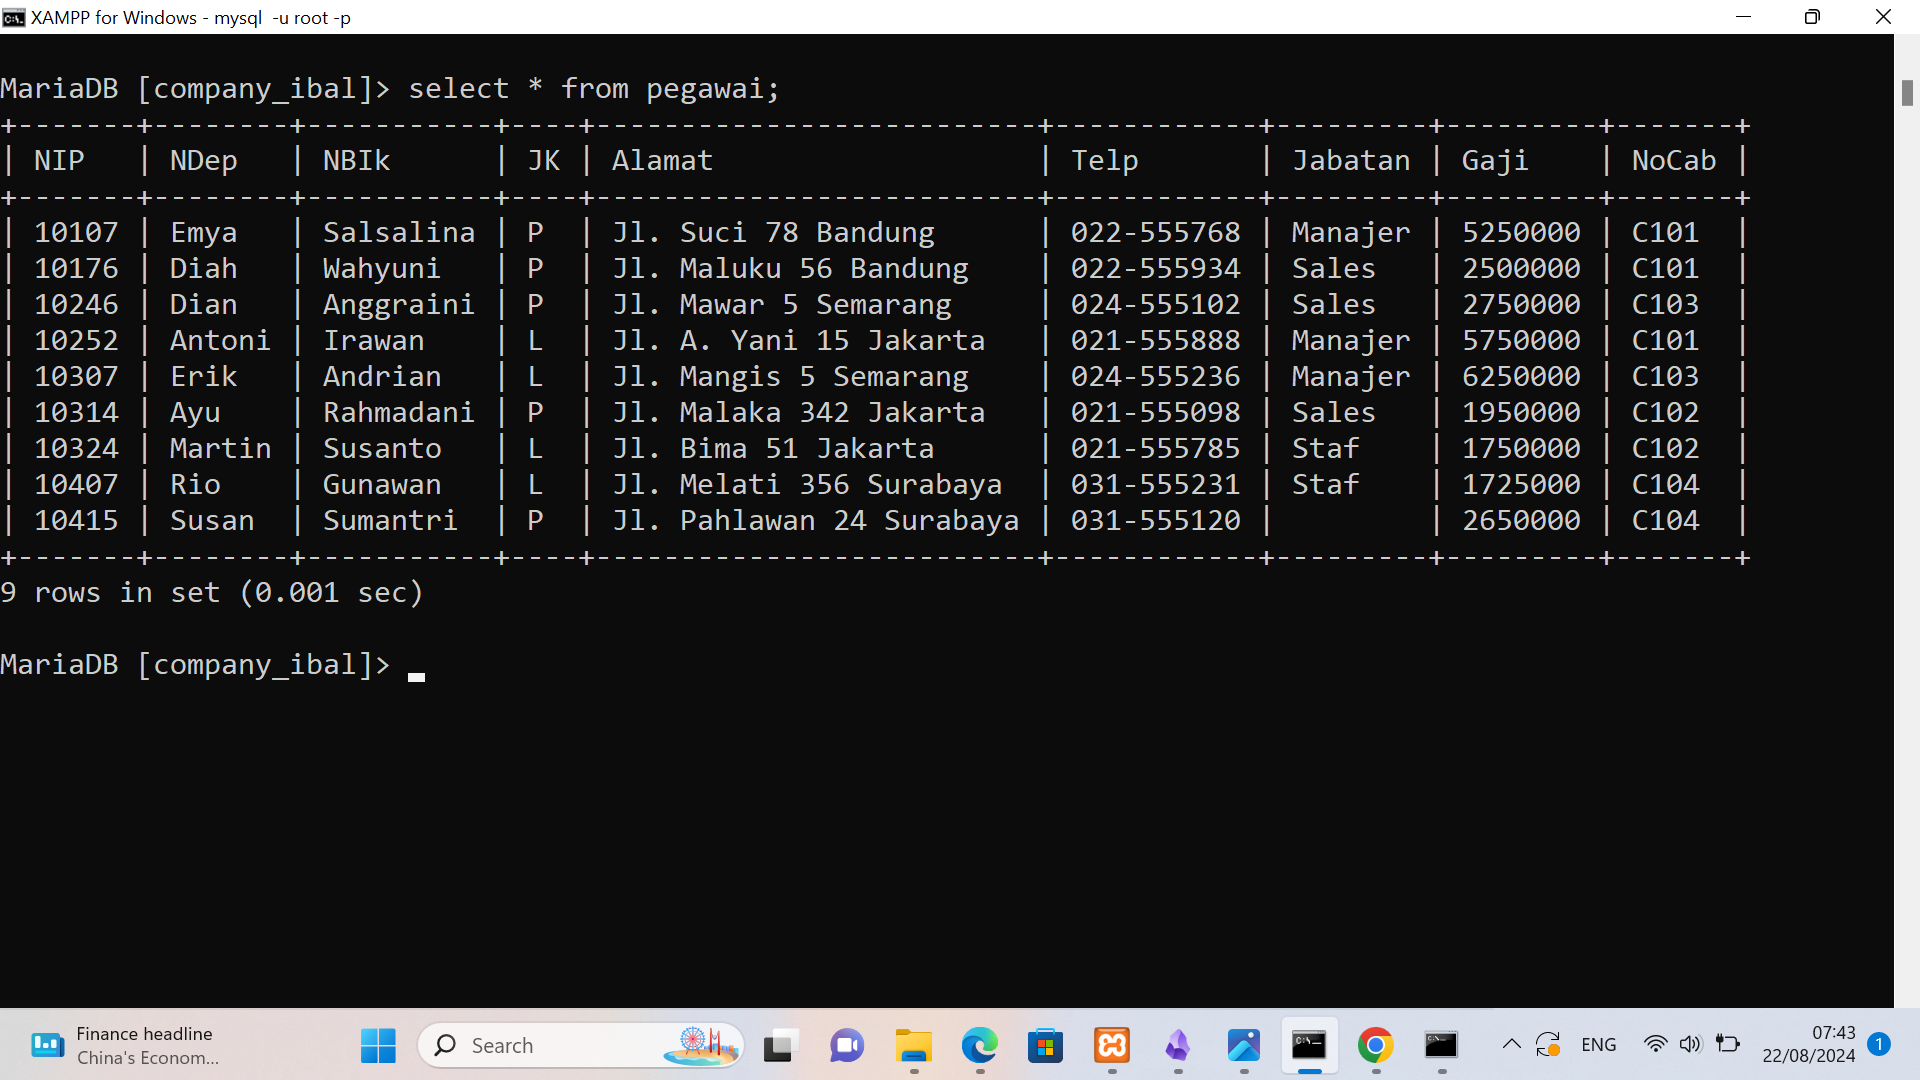 XAMPP for Windows - mysql  -u root -p
MariaDB [company_ibal]> select * from pegawai;
+-------+--------+-----------+----+--------------------------+------------+---------+---------+-------+
| NIP   | NDep   | NBIk      | JK | Alamat                   | Telp       | Jabatan | Gaji    | NoCab |
+-------+--------+-----------+----+--------------------------+------------+---------+---------+-------+
| 10107 | Emya   | Salsalina | P  | Jl. Suci 78 Bandung      | 022-555768 | Manajer | 5250000 | C101  |
| 10176 | Diah   | Wahyuni   | P  | Jl. Maluku 56 Bandung    | 022-555934 | Sales   | 2500000 | C101  |
| 10246 | Dian   | Anggraini | P  | Jl. Mawar 5 Semarang     | 024-555102 | Sales   | 2750000 | C103  |
| 10252 | Antoni | Irawan    | L  | Jl. A. Yani 15 Jakarta   | 021-555888 | Manajer | 5750000 | C101  |
| 10307 | Erik   | Andrian   | L  | Jl. Mangis 5 Semarang    | 024-555236 | Manajer | 6250000 | C103  |
| 10314 | Ayu    | Rahmadani | P  | Jl. Malaka 342 Jakarta   | 021-555098 | Sales   | 1950000 | C102  |
| 10324 | Martin | Susanto   | L  | Jl. Bima 51 Jakarta      | 021-555785 | Staf    | 1750000 | C102  |
| 10407 | Rio    | Gunawan   | L  | Jl. Melati 356 Surabaya  | 031-555231 | Staf    | 1725000 | C104  |
| 10415 | Susan  | Sumantri  | P  | Jl. Pahlawan 24 Surabaya | 031-555120 |         | 2650000 | C104  |
+-------+--------+-----------+----+--------------------------+------------+---------+---------+-------+
9 rows in set (0.001 sec)
MariaDB [company_ibal]>
Finance headline
China's Econom...
Search
ENG
07:43
22/08/2024
1